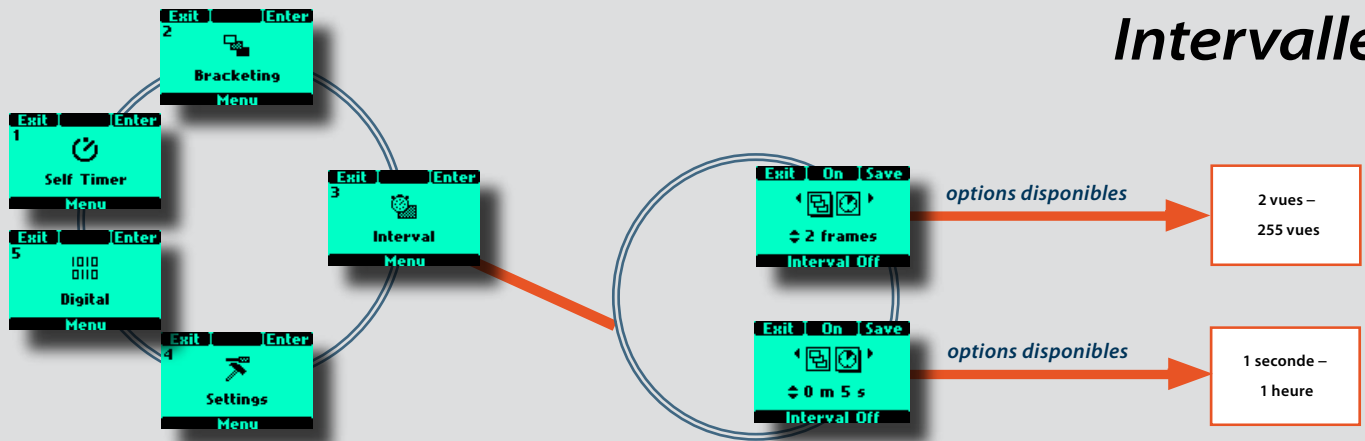 Intervalle
Exit Enter
2
Bracketing
Menu
Exit Enter
1
Self Timer
Menu
Exit Enter
3
Interval
Menu
Exit Enter
5
1010
0110
Digital
Menu
Exit Enter
4
Settings
Menu
Exit On Save
2 frames
Interval Off
options disponibles
2 vues –
255 vues
Exit On Save
0 m 5 s
Interval Off
options disponibles
1 seconde –
1 heure